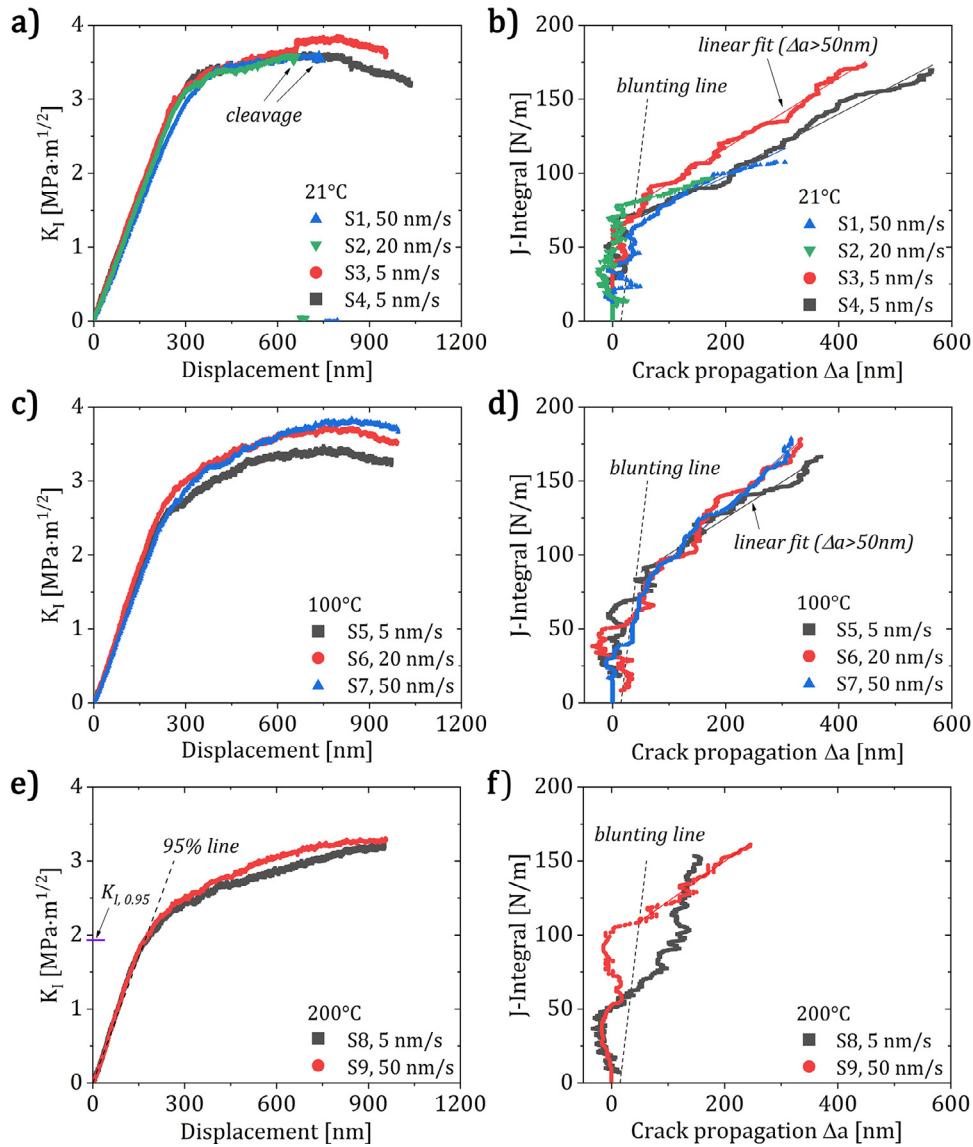 a)
4
3
2
1
0
K_I [MPa·m^{1/2}]
cleavage
21°C
S1, 50 nm/s
S2, 20 nm/s
S3, 5 nm/s
S4, 5 nm/s
0 300 600 900 1200
Displacement [nm]
b)
200
150
100
50
0
J-Integral [N/m]
linear fit (Δa>50nm)
blunting line
21°C
S1, 50 nm/s
S2, 20 nm/s
S3, 5 nm/s
S4, 5 nm/s
0 200 400 600
Crack propagation Δa [nm]
c)
4
3
2
1
0
K_I [MPa·m^{1/2}]
100°C
S5, 5 nm/s
S6, 20 nm/s
S7, 50 nm/s
0 300 600 900 1200
Displacement [nm]
d)
200
150
100
50
0
J-Integral [N/m]
blunting line
linear fit (Δa>50nm)
100°C
S5, 5 nm/s
S6, 20 nm/s
S7, 50 nm/s
0 200 400 600
Crack propagation Δa [nm]
e)
4
3
2
1
0
K_I [MPa·m^{1/2}]
95% line
K_{I, 0.95}
200°C
S8, 5 nm/s
S9, 50 nm/s
0 300 600 900 1200
Displacement [nm]
f)
200
150
100
50
0
J-Integral [N/m]
blunting line
200°C
S8, 5 nm/s
S9, 50 nm/s
0 200 400 600
Crack propagation Δa [nm]